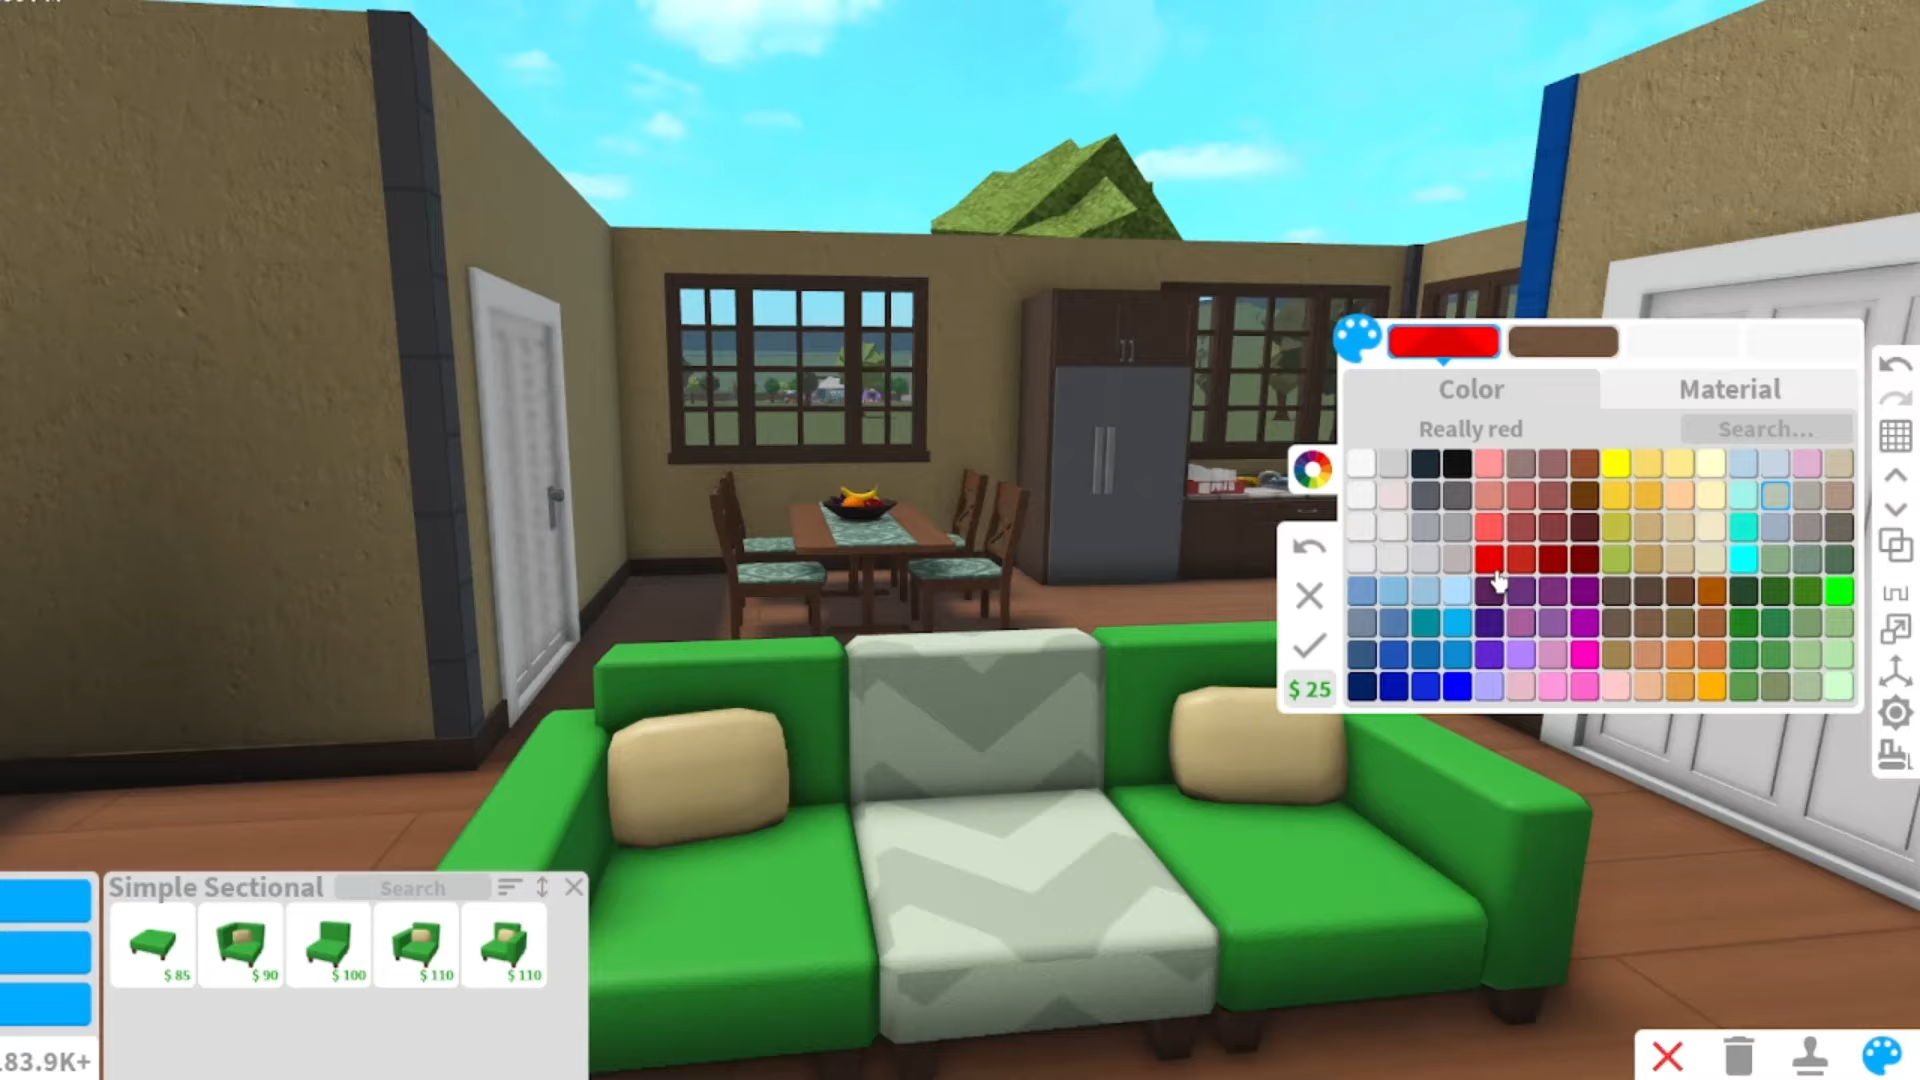 Color
Material
Really red
Search...
$ 25
Simple Sectional
Search
$ 85
$ 90
$ 100
$ 110
$ 110
83.9K+